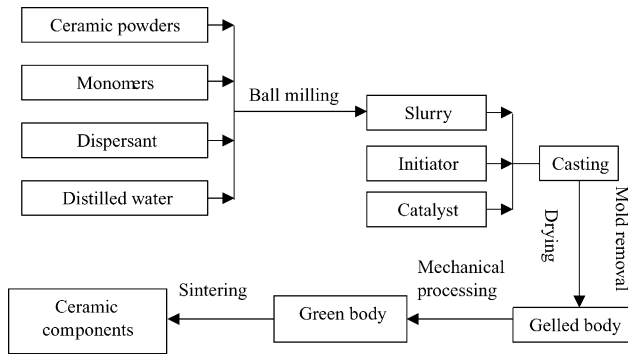 Ceramic powders
Monomers
Dispersant
Distilled water
Ball milling
Slurry
Initiator
Catalyst
Casting
Drying
Mold removal
Gelled body
Mechanical
processing
Green body
Sintering
Ceramic
components